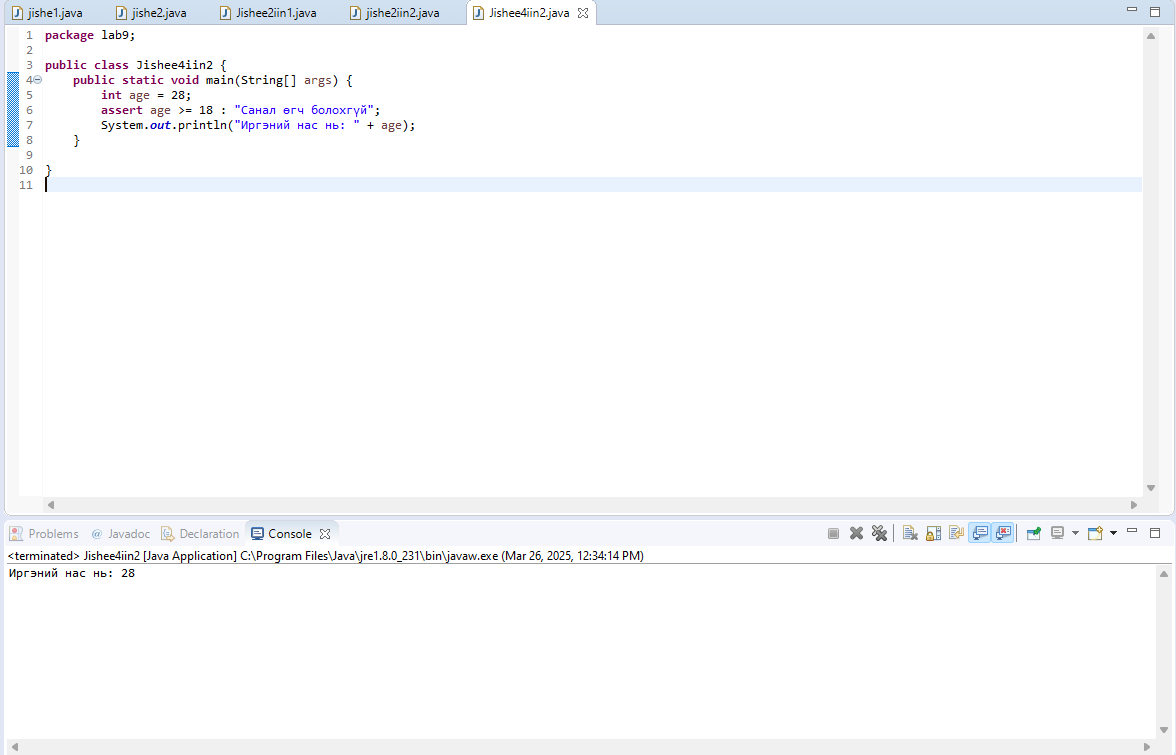 jishe1.java jishe2.java Jishee2iin1.java jishe2iin2.java Jishee4iin2.java
1 package lab9;
2
3 public class Jishee4iin2 {
4 public static void main(String[] args) {
5 int age = 28;
6 assert age >= 18 : "Санал өгч болохгүй";
7 System.out.println("Иргэний нас нь: " + age);
8 }
9
10 }
11
Problems @ Javadoc Declaration Console
<terminated> Jishee4iin2 [Java Application] C:\Program Files\Java\jre1.8.0_231\bin\javaw.exe (Mar 26, 2025, 12:34:14 PM)
Иргэний нас нь: 28